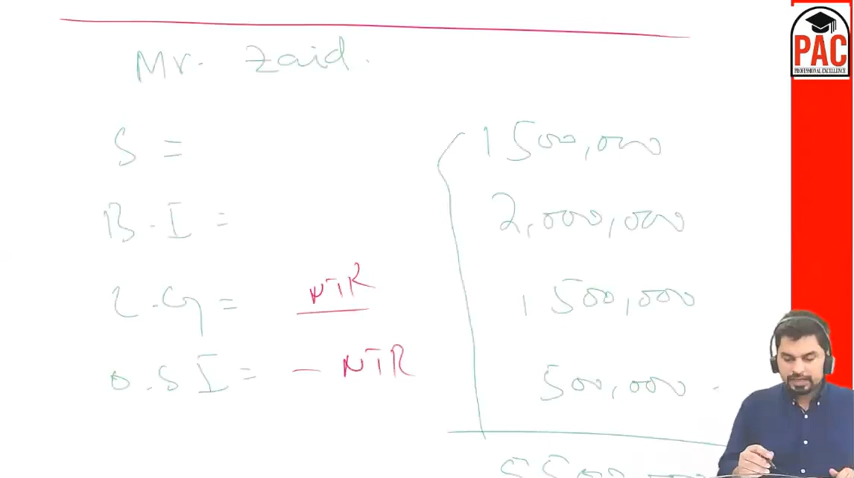 PAC
PROFESSIONAL EXCELLENCE
Mr. Zaid.
S = 1500,000
B.I = 2,000,000
C.G = NTR 1500,000
O.S I = - NTR 500,000